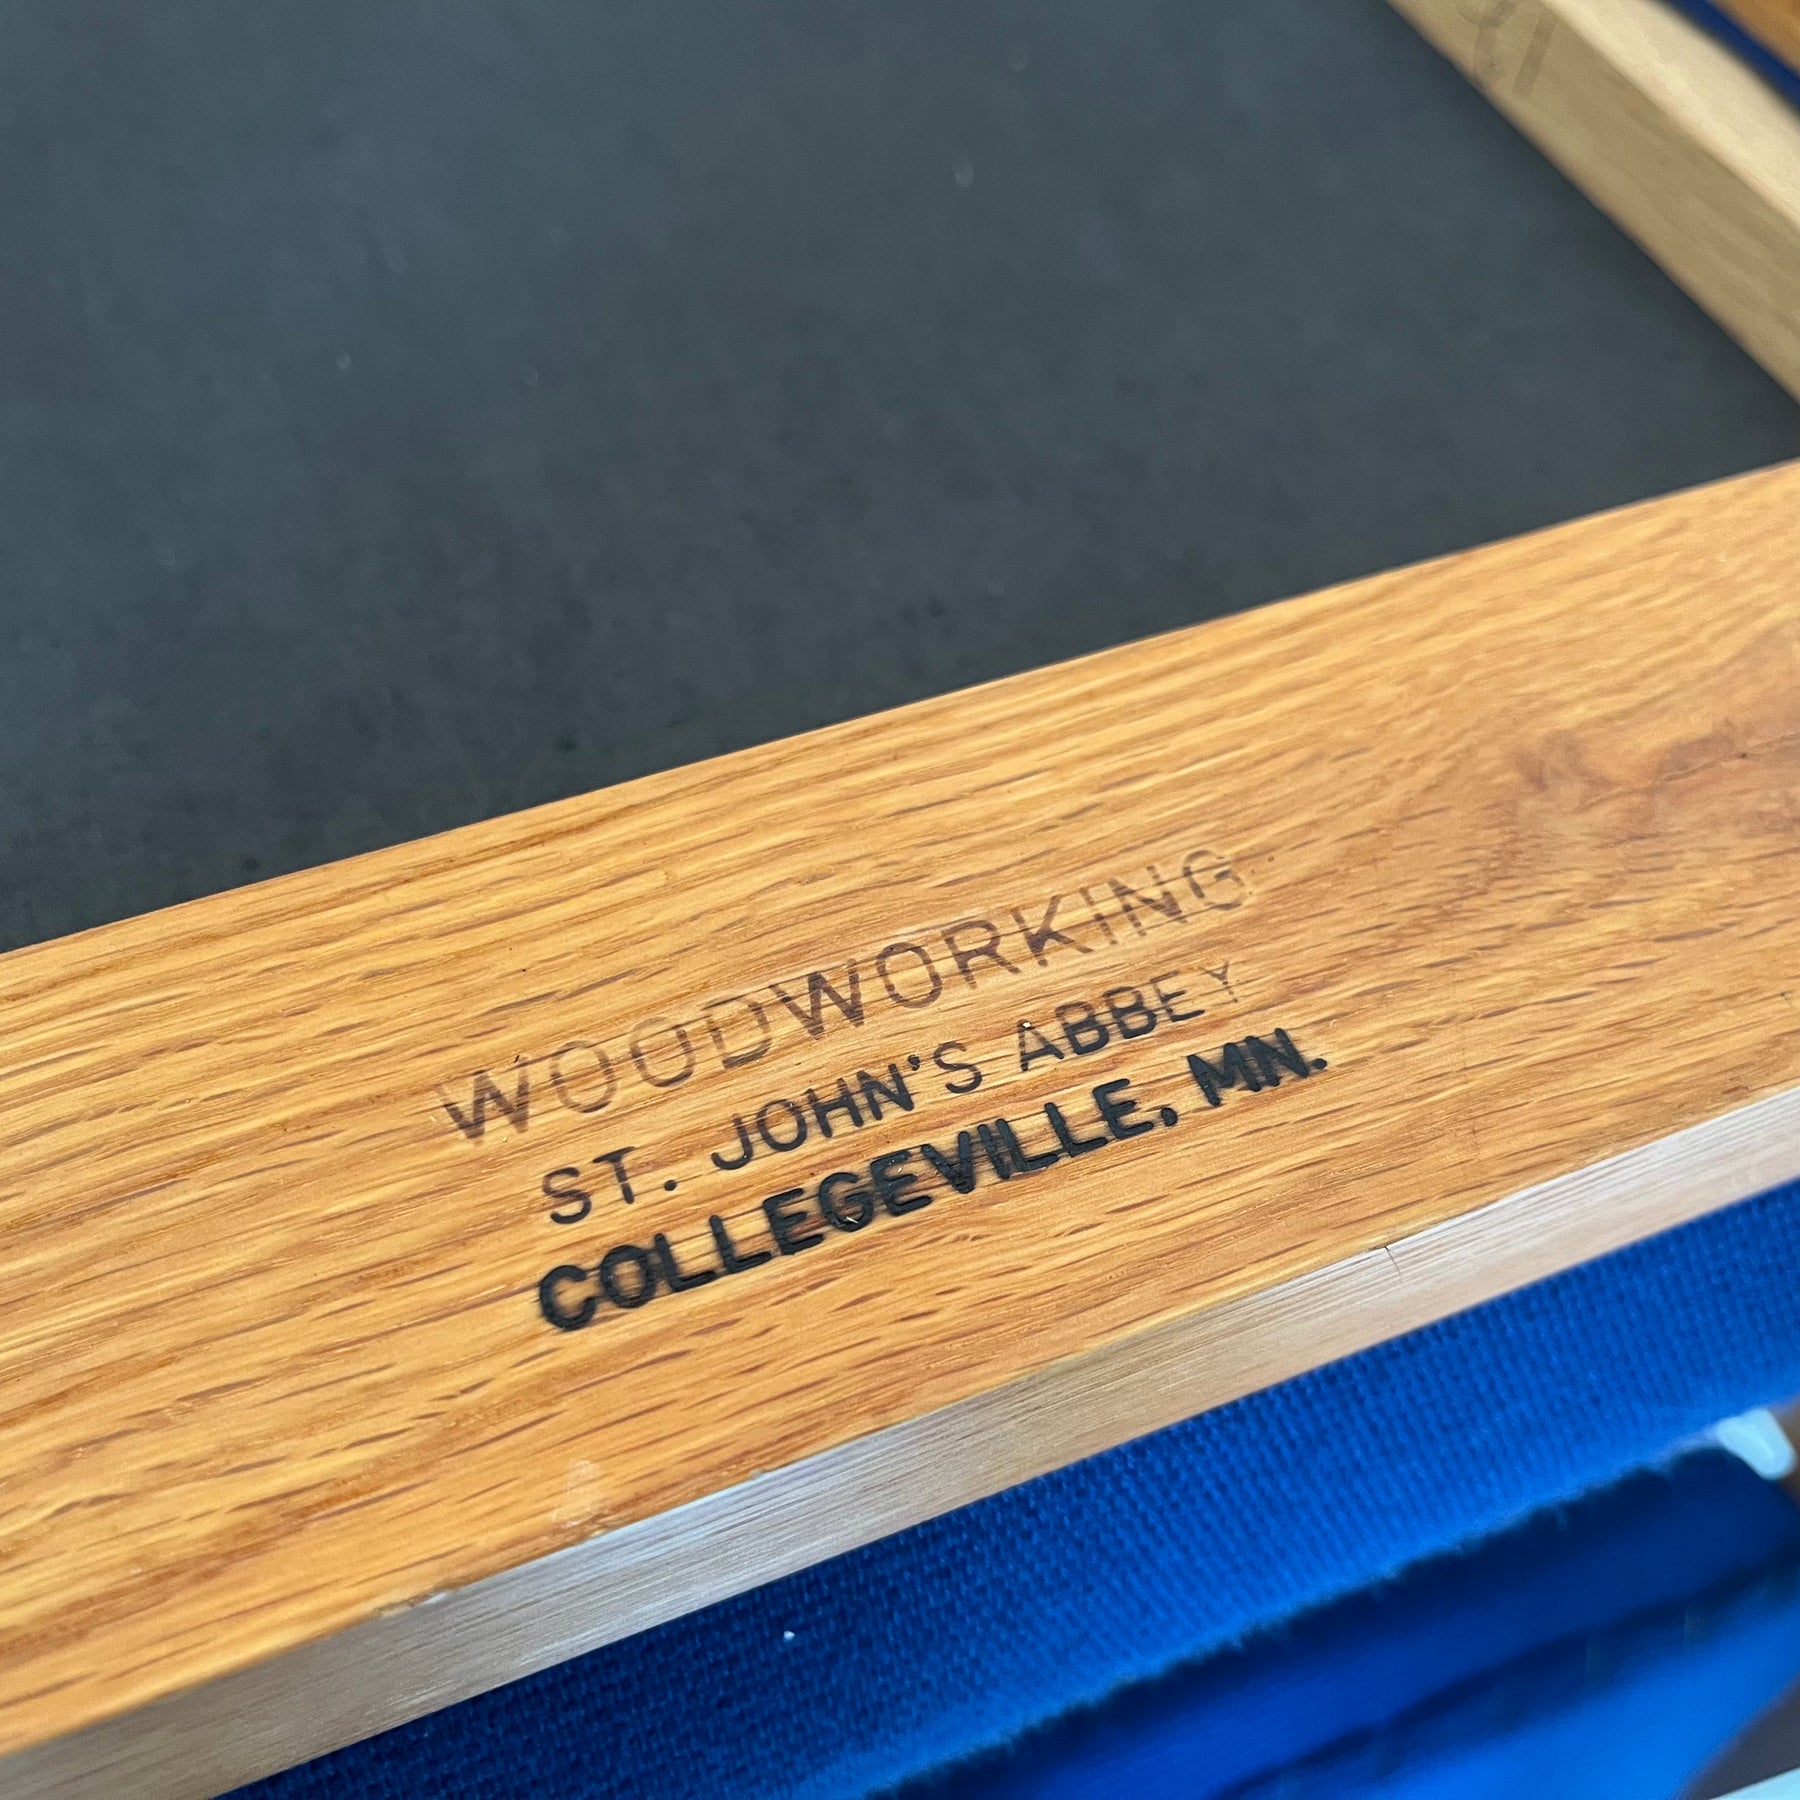 WOODWORKING
ST. JOHN'S ABBEY
COLLEGEVILLE, MN.